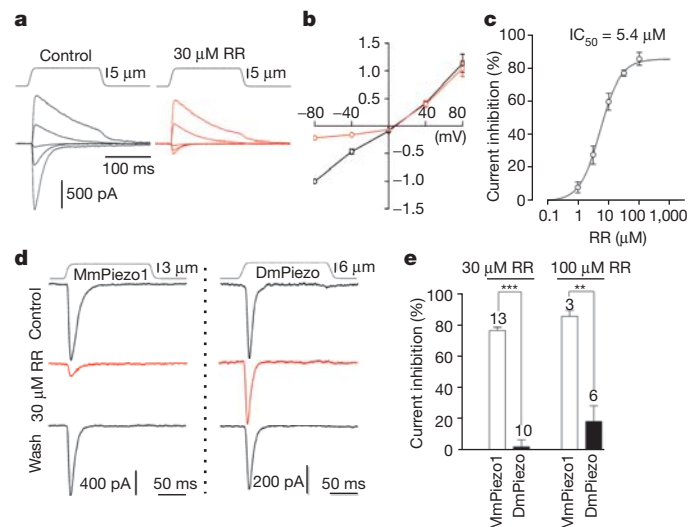 a
Control
5 μm
30 μM RR
5 μm
100 ms
500 pA
b
1.5
1.0
0.5
−80
−40
0
40
80
(mV)
−0.5
−1.0
−1.5
c
IC50 = 5.4 μM
Current inhibition (%)
100
80
60
40
20
0
0.1
1
10
100
1,000
RR (μM)
d
MmPiezo1
3 μm
DmPiezo
6 μm
Control
30 μM RR
Wash
400 pA
50 ms
200 pA
50 ms
e
30 μM RR
100 μM RR
***
**
Current inhibition (%)
100
80
60
40
20
0
13
10
3
6
MmPiezo1
DmPiezo
MmPiezo1
DmPiezo